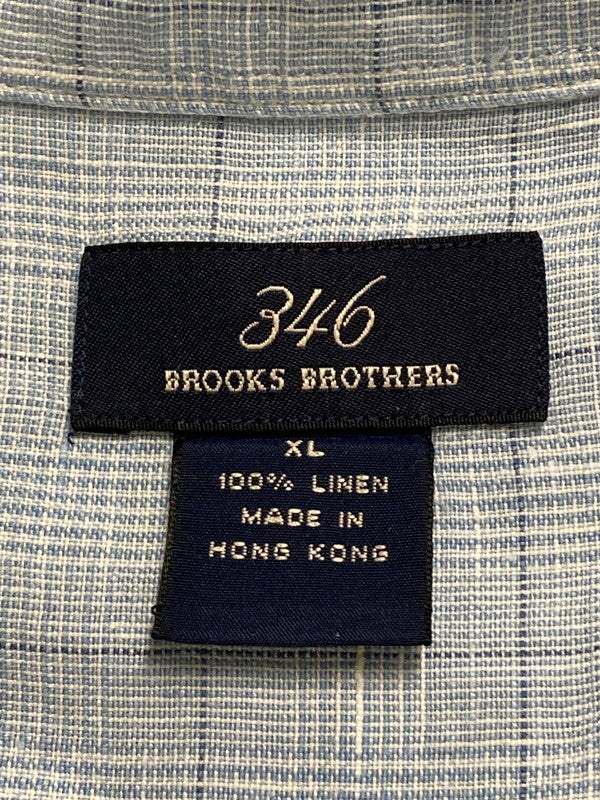 346
BROOKS BROTHERS
XL
100% LINEN
MADE IN
HONG KONG